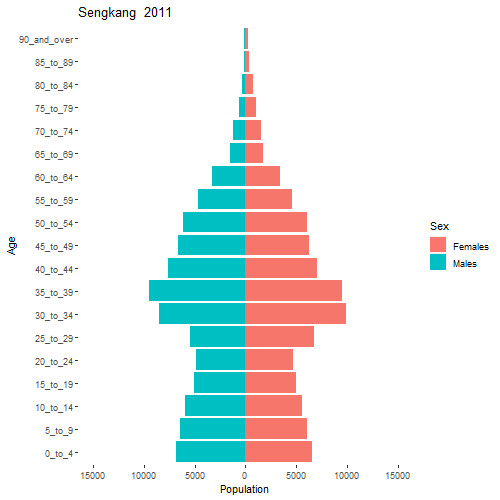 Sengkang  2011
Age
90_and_over
85_to_89
80_to_84
75_to_79
70_to_74
65_to_69
60_to_64
55_to_59
50_to_54
45_to_49
40_to_44
35_to_39
30_to_34
25_to_29
20_to_24
15_to_19
10_to_14
5_to_9
0_to_4
15000 10000 5000 0 5000 10000 15000
Population
Sex
Females
Males